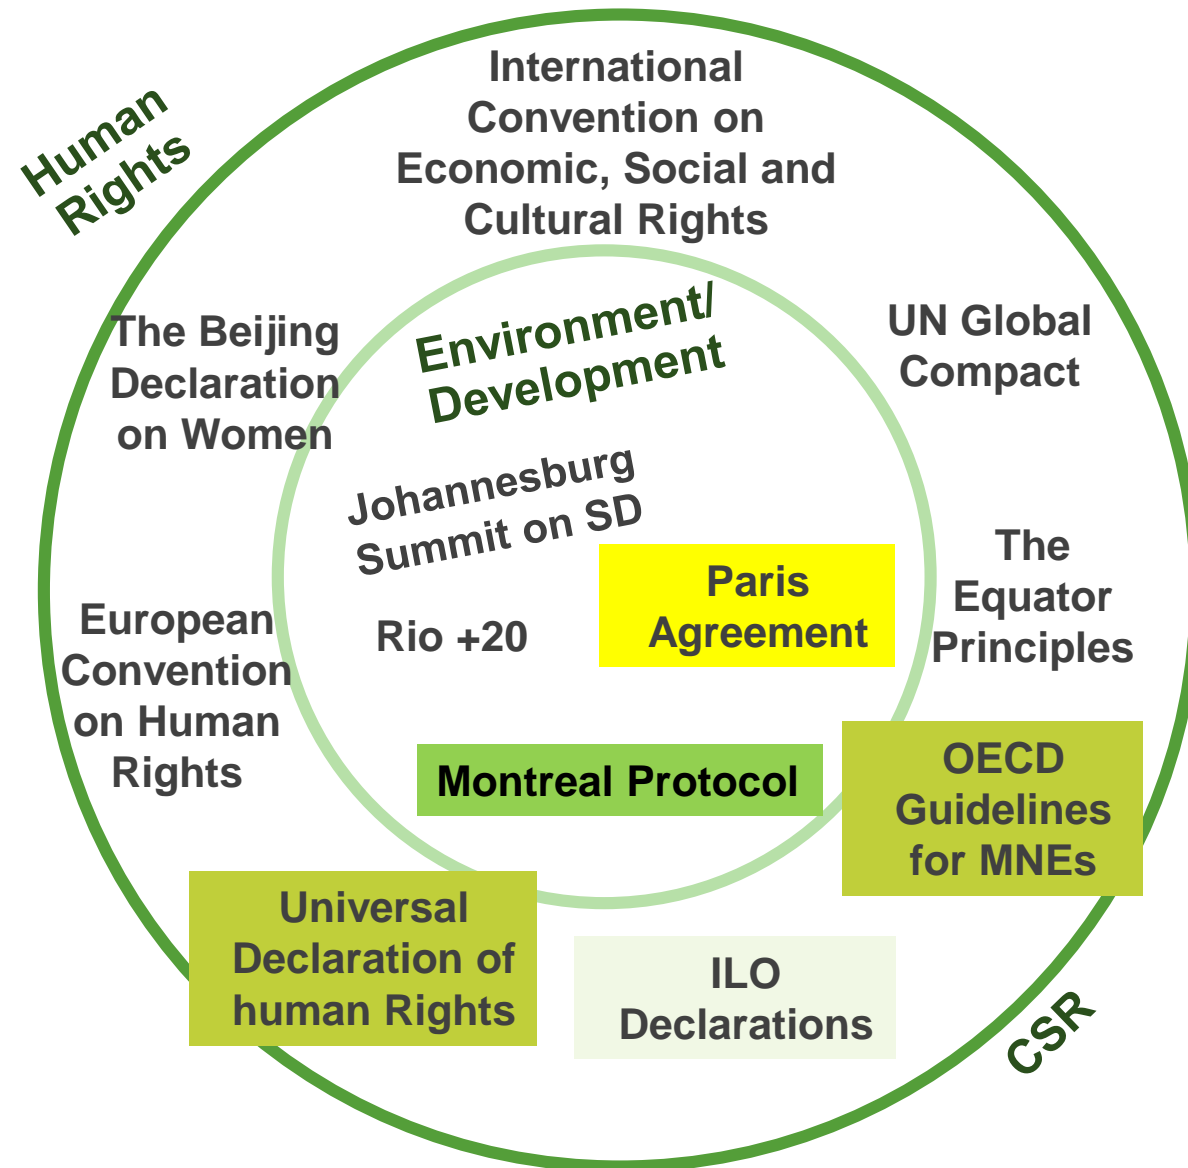 Human
Rights
International
Convention on
Economic, Social and
Cultural Rights
The Beijing
Declaration
on Women
Environment/
Development
UN Global
Compact
Johannesburg
Summit on SD
Paris
Agreement
The
Equator
Principles
European
Convention
on Human
Rights
Rio +20
Montreal Protocol
OECD
Guidelines
for MNEs
Universal
Declaration of
human Rights
ILO
Declarations
CSR